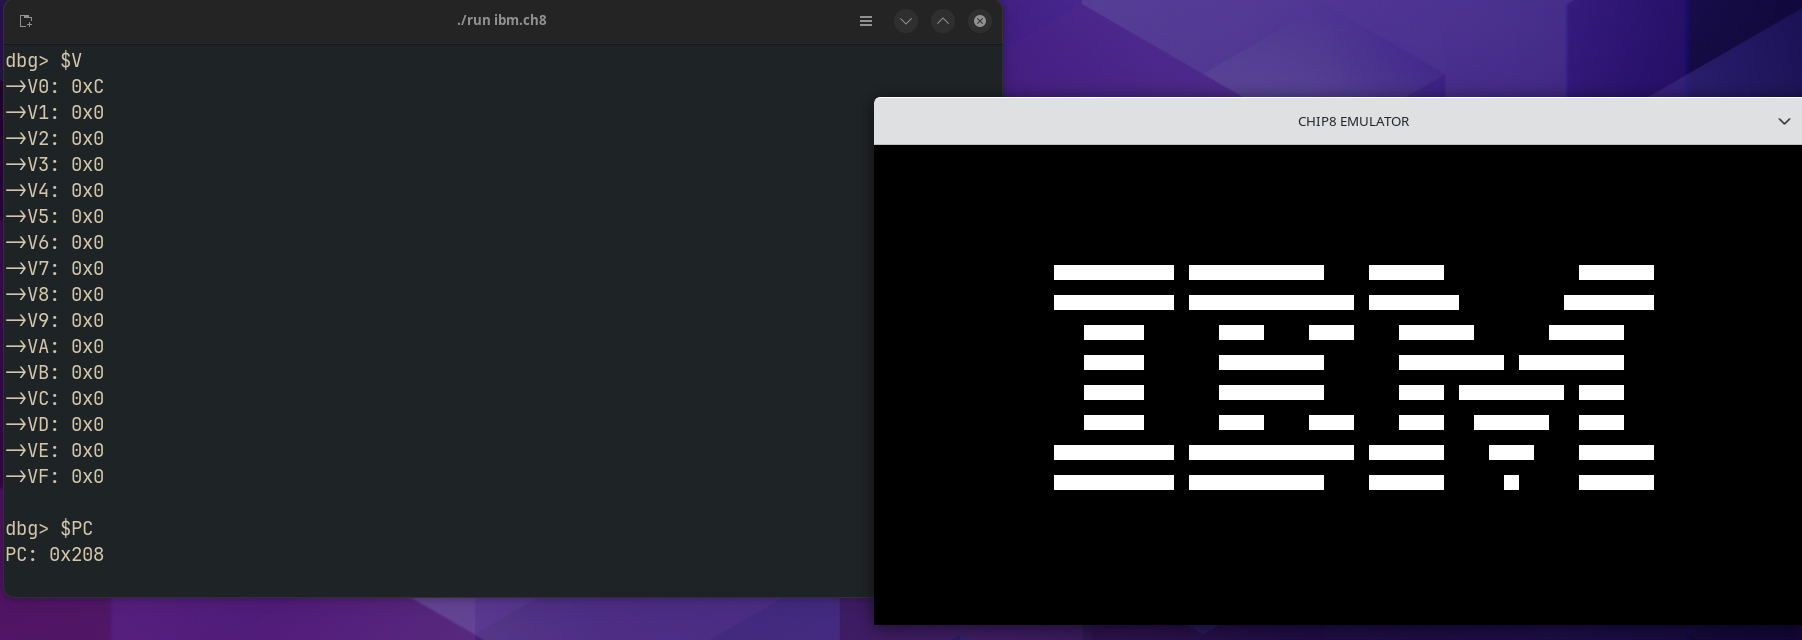 ./run ibm.ch8
dbg> $V
→V0: 0xC
→V1: 0x0
→V2: 0x0
→V3: 0x0
→V4: 0x0
→V5: 0x0
→V6: 0x0
→V7: 0x0
→V8: 0x0
→V9: 0x0
→VA: 0x0
→VB: 0x0
→VC: 0x0
→VD: 0x0
→VE: 0x0
→VF: 0x0
dbg> $PC
PC: 0x208
CHIP8 EMULATOR
IBM